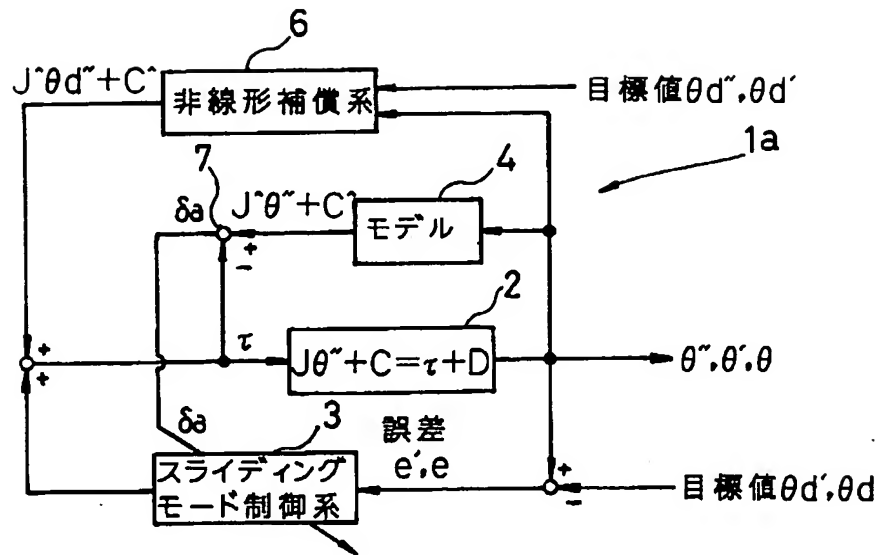 6
J^θd″+C^
非線形補償系
目標値θd″,θd′
1a
7
4
δa
J^θ″+C^
モデル
+
−
2
τ
+
+
Jθ″+C=τ+D
θ″,θ′,θ
δa
3
誤差
e′,e
スライディング
モード制御系
+
−
目標値θd′,θd